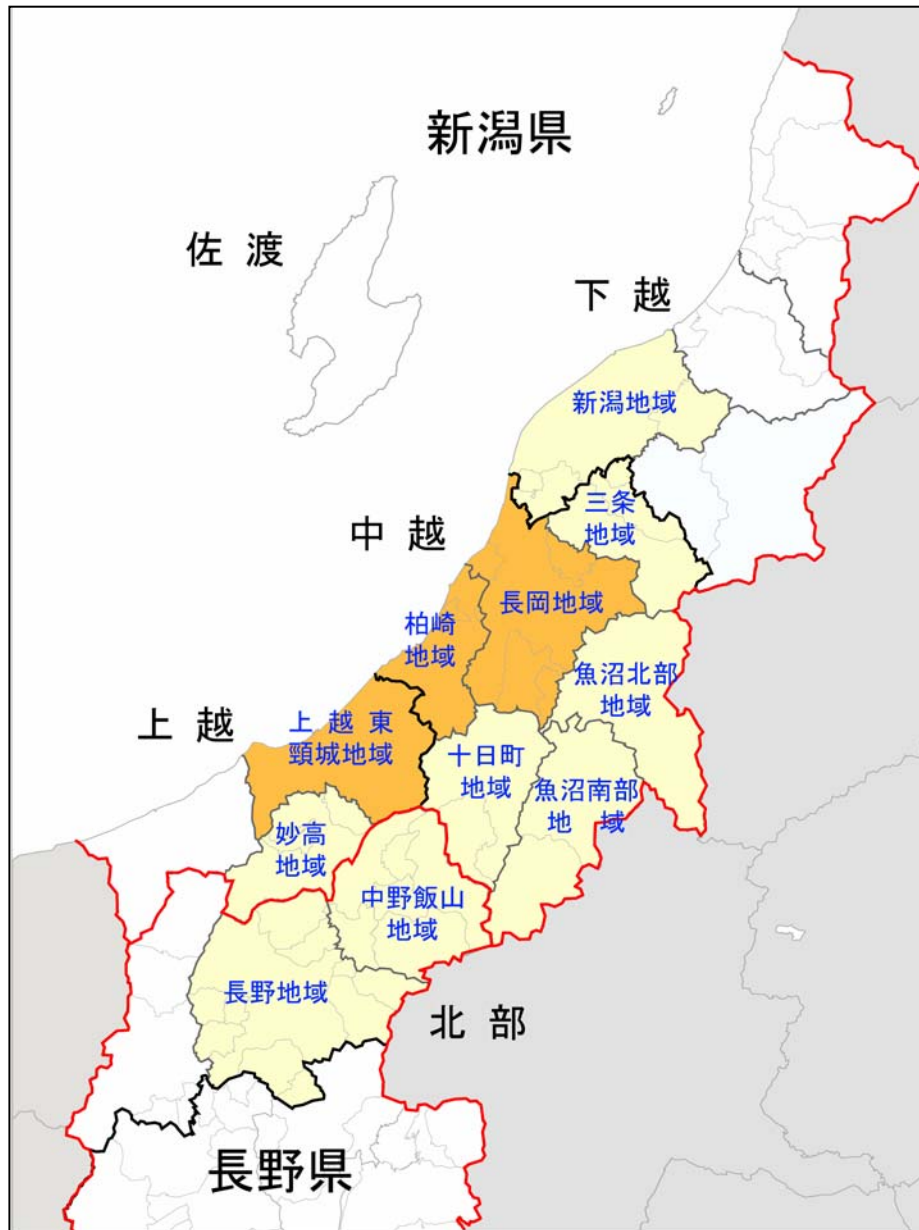 新潟県
佐渡
下越
新潟地域
三条
地域
中越
長岡地域
柏崎
地域
魚沼北部
地域
上越
上越東
頸城地域
十日町
地域
魚沼南部
地域
妙高
地域
中野飯山
地域
長野地域
北部
長野県